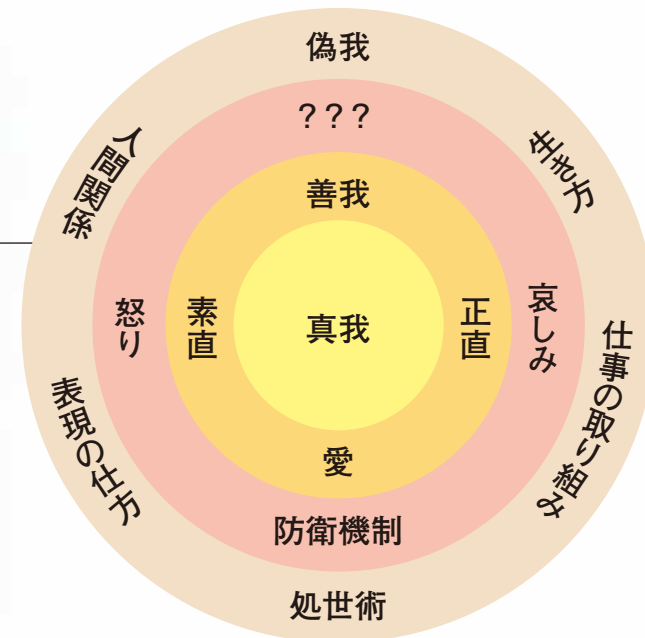 偽我
???
人間関係
生き方
善我
怒り
素直
真我
正直
哀しみ
表現の仕方
仕事の取り組み
愛
防衛機制
処世術